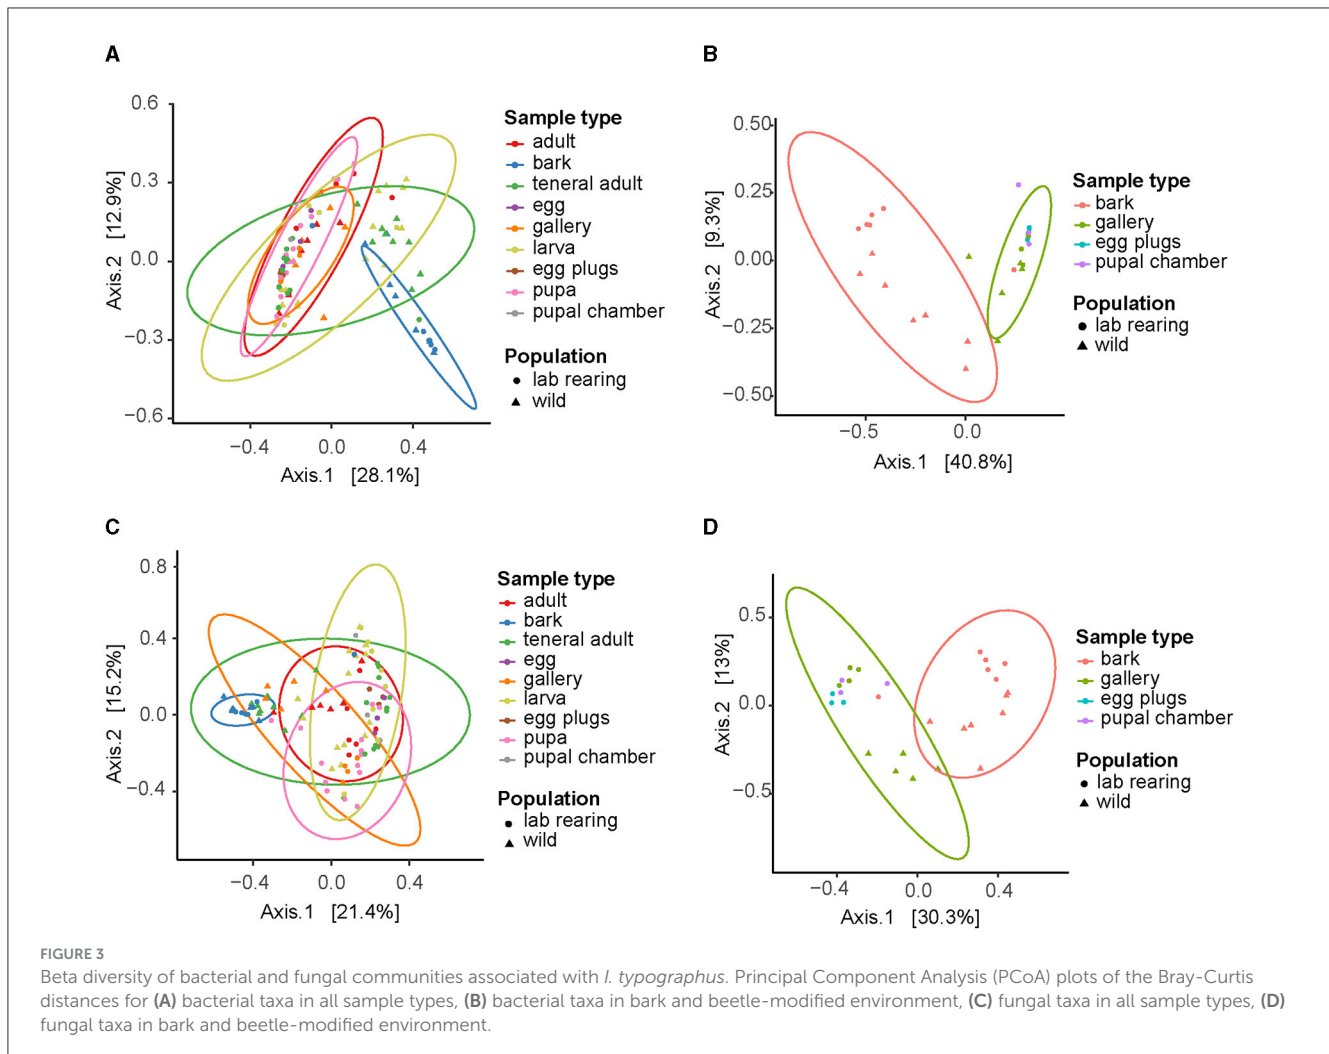 A
0.6
0.3
0.0
−0.3
−0.6
Axis.2 [12.9%]
−0.4 0.0 0.4
Axis.1 [28.1%]
Sample type
adult
bark
teneral adult
egg
gallery
larva
egg plugs
pupa
pupal chamber
Population
lab rearing
wild
B
0.50
0.25
0.00
−0.25
−0.50
Axis.2 [9.3%]
−0.5 0.0
Axis.1 [40.8%]
Sample type
bark
gallery
egg plugs
pupal chamber
Population
lab rearing
wild
C
0.8
0.4
0.0
−0.4
Axis.2 [15.2%]
−0.4 0.0 0.4
Axis.1 [21.4%]
Sample type
adult
bark
teneral adult
egg
gallery
larva
egg plugs
pupa
pupal chamber
Population
lab rearing
wild
D
0.5
0.0
−0.5
Axis.2 [13%]
−0.4 0.0 0.4
Axis.1 [30.3%]
Sample type
bark
gallery
egg plugs
pupal chamber
Population
lab rearing
wild
FIGURE 3
Beta diversity of bacterial and fungal communities associated with I. typographus. Principal Component Analysis (PCoA) plots of the Bray-Curtis
distances for (A) bacterial taxa in all sample types, (B) bacterial taxa in bark and beetle-modified environment, (C) fungal taxa in all sample types, (D)
fungal taxa in bark and beetle-modified environment.